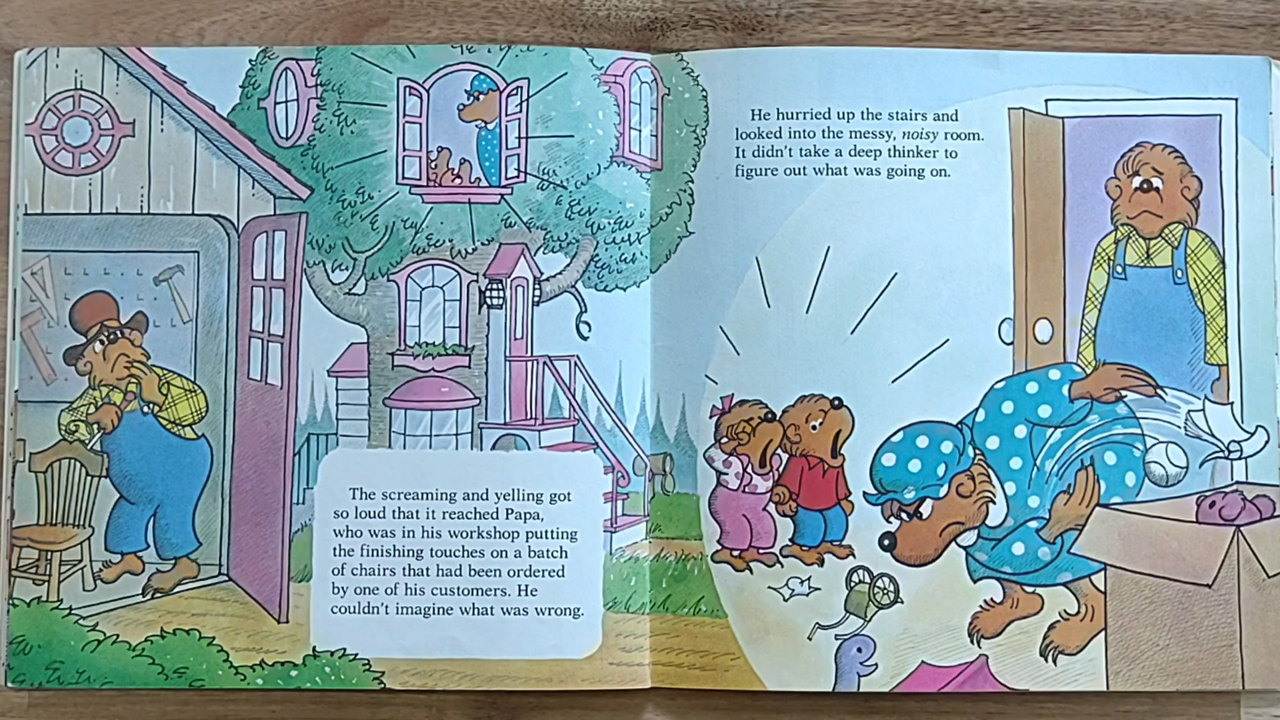 The screaming and yelling got
so loud that it reached Papa,
who was in his workshop putting
the finishing touches on a batch
of chairs that had been ordered
by one of his customers. He
couldn't imagine what was wrong.
He hurried up the stairs and
looked into the messy, noisy room.
It didn't take a deep thinker to
figure out what was going on.